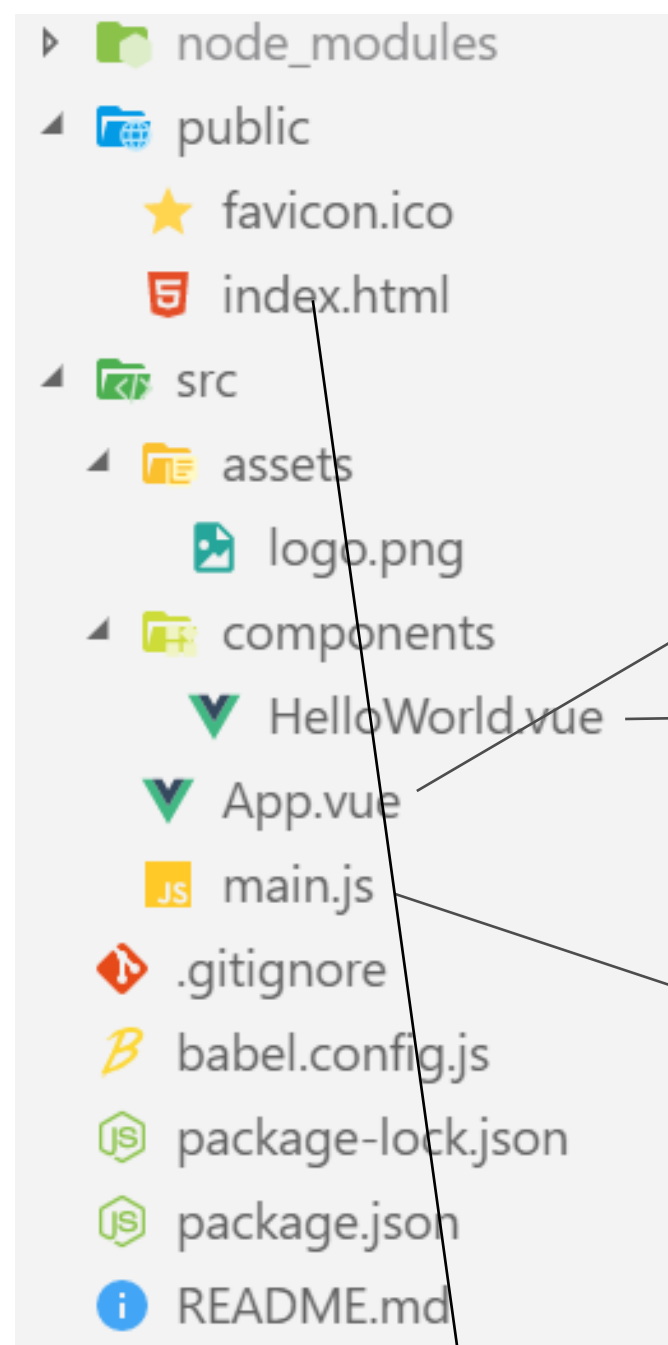 node_modules
public
favicon.ico
index.html
src
assets
logo.png
components
HelloWorld.vue
App.vue
main.js
.gitignore
babel.config.js
package-lock.json
package.json
README.md